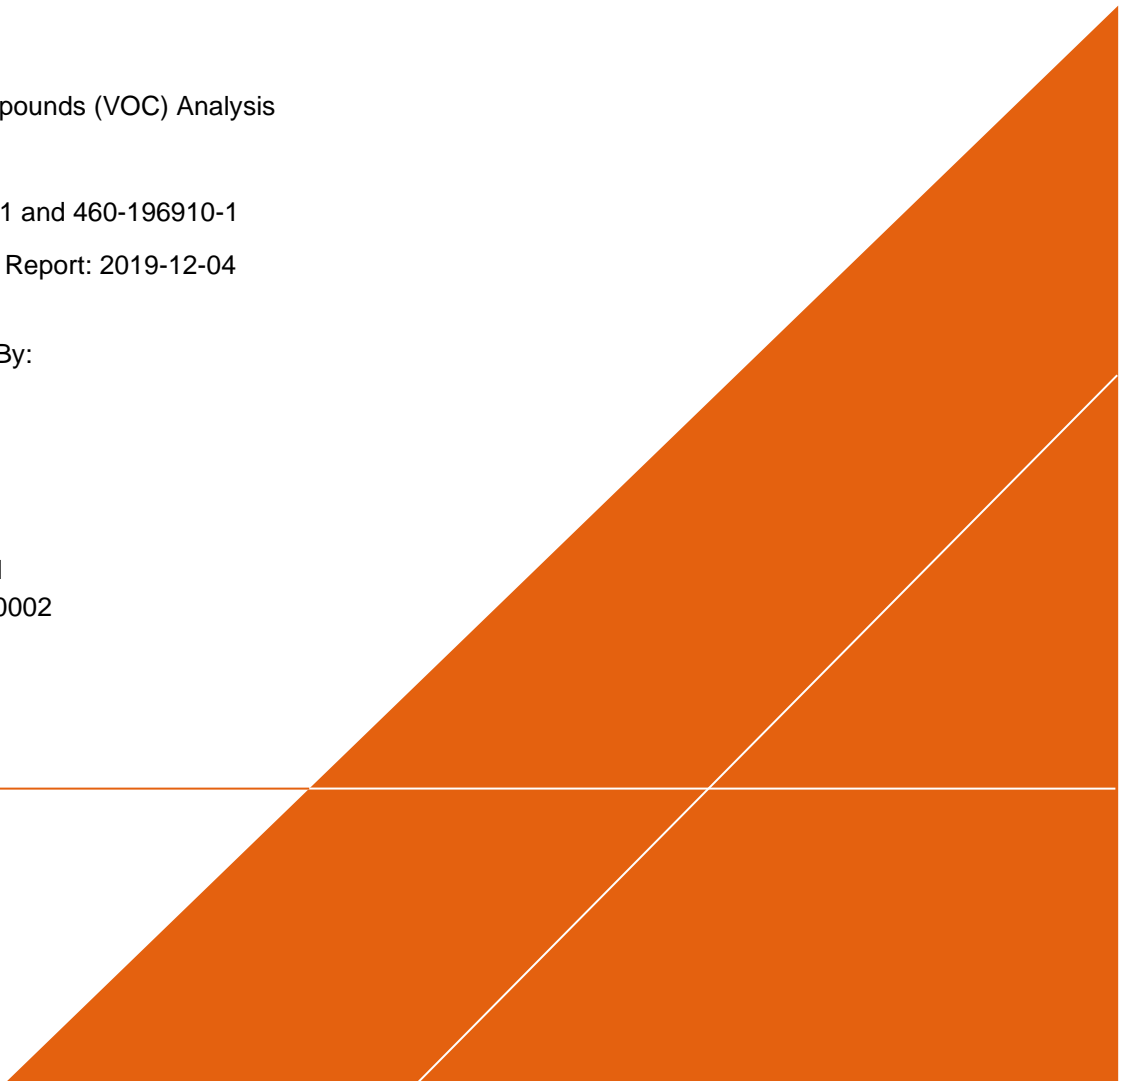 pounds (VOC) Analysis
1 and 460-196910-1
Report: 2019-12-04
By:
0002